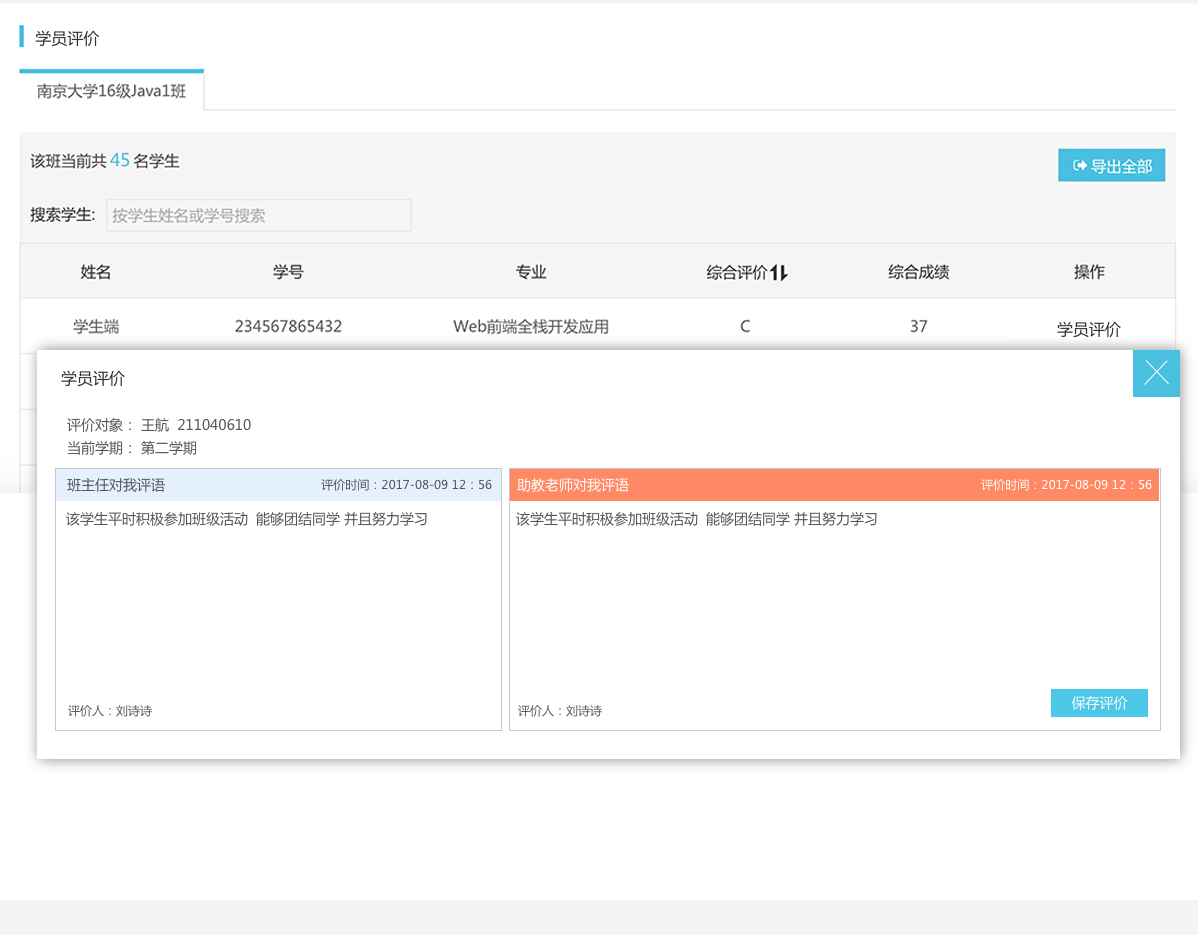 学员评价
南京大学16级Java1班
该班当前共 45 名学生
导出全部
搜索学生: 按学生姓名或学号搜索
姓名 学号 专业 综合评价 综合成绩 操作
学生端 234567865432 Web前端全栈开发应用 C 37 学员评价
学员评价
评价对象： 王航 211040610
当前学期： 第二学期
班主任对我评语 评价时间：2017-08-09 12：56
该学生平时积极参加班级活动 能够团结同学 并且努力学习
评价人：刘诗诗
助教老师对我评语 评价时间：2017-08-09 12：56
该学生平时积极参加班级活动 能够团结同学 并且努力学习
评价人：刘诗诗
保存评价